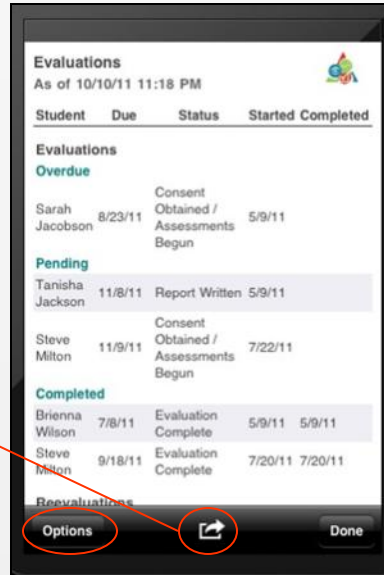 Evaluations
As of 10/10/11 11:18 PM
Student Due Status Started Completed
Evaluations
Overdue
Sarah Jacobson 8/23/11 Consent Obtained / Assessments Begun 5/9/11
Pending
Tanisha Jackson 11/8/11 Report Written 5/9/11
Steve Milton 11/9/11 Consent Obtained / Assessments Begun 7/22/11
Completed
Brienna Wilson 7/8/11 Evaluation Complete 5/9/11 5/9/11
Steve Milton 9/18/11 Evaluation Complete 7/20/11 7/20/11
Reevaluations
Options Done